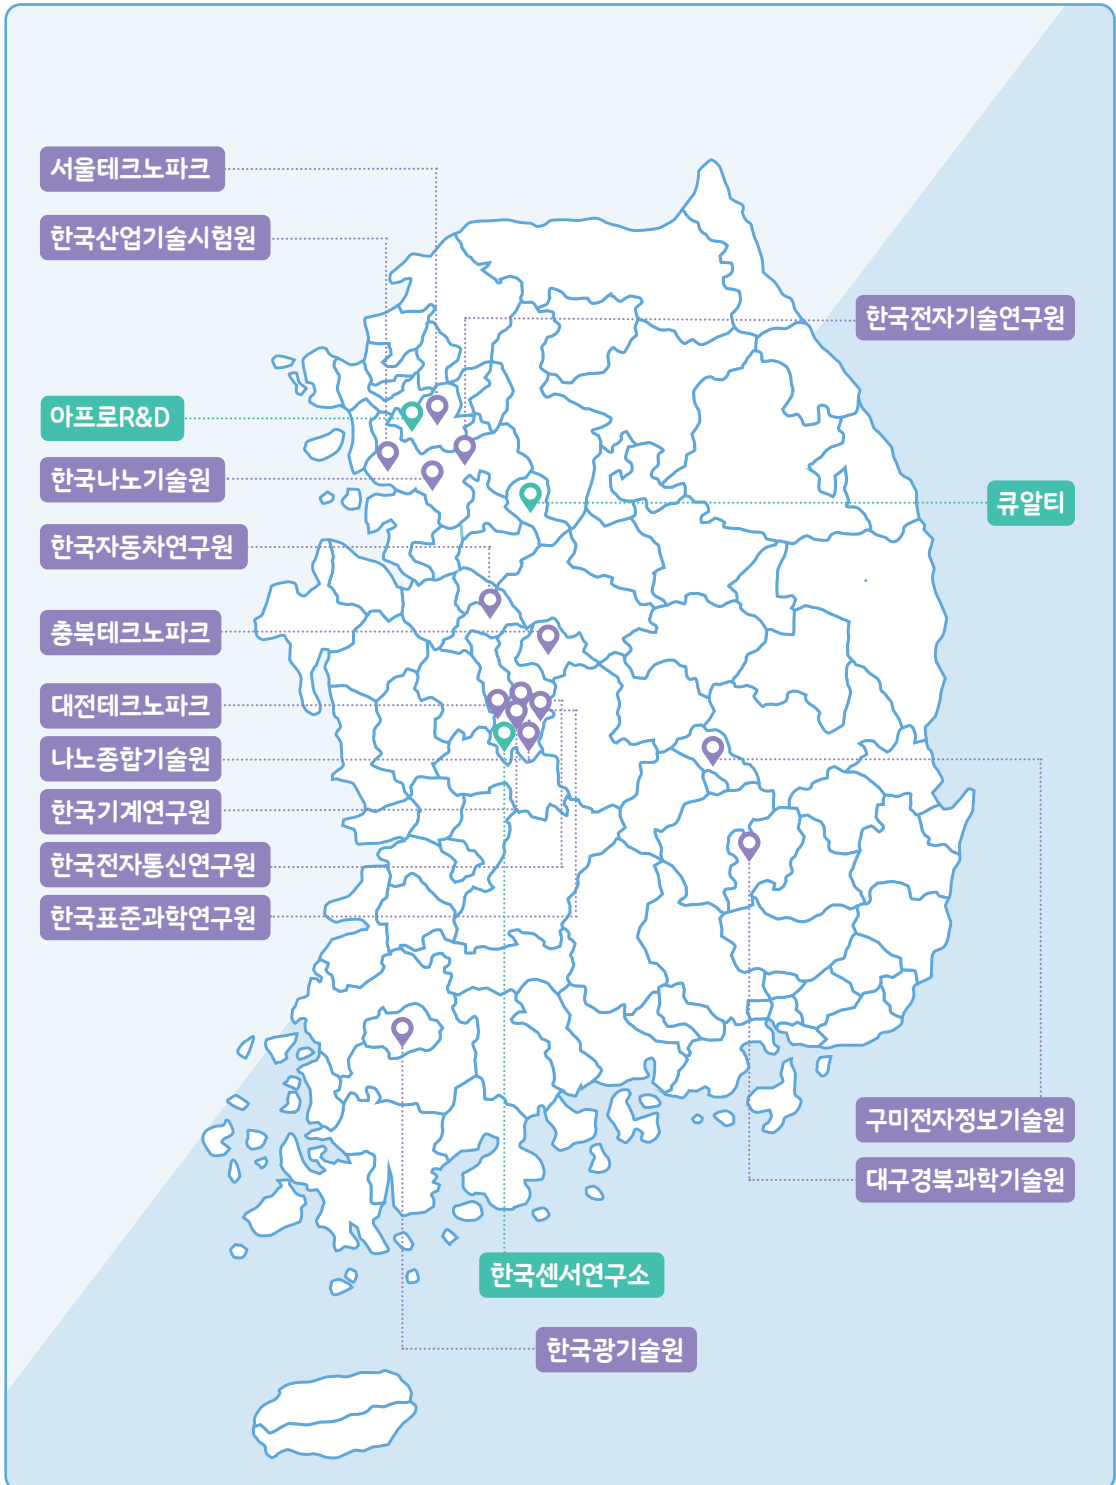 서울테크노파크
한국산업기술시험원
한국전자기술연구원
아프로R&D
한국나노기술원
큐알티
한국자동차연구원
충북테크노파크
대전테크노파크
나노종합기술원
한국기계연구원
한국전자통신연구원
한국표준과학연구원
구미전자정보기술원
대구경북과학기술원
한국센서연구소
한국광기술원